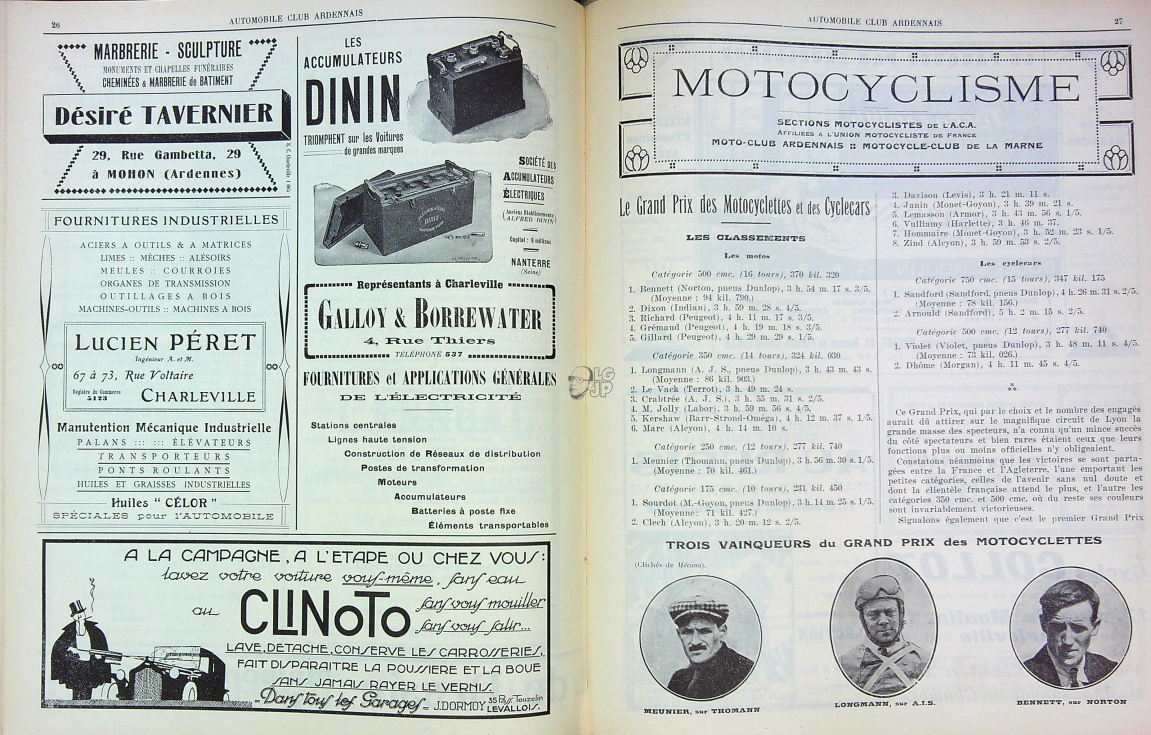 26
AUTOMOBILE CLUB ARDENNAIS
MARBRERIE - SCULPTURE
MONUMENTS ET CHAPELLES FUNÉRAIRES
CHEMINÉES & MARBRERIE de BATIMENT
Désiré TAVERNIER
29, Rue Gambetta, 29
à MOHON (Ardennes)
FOURNITURES INDUSTRIELLES
ACIERS A OUTILS & A MATRICES
LIMES :: MÈCHES :: ALÉSOIRS
MEULES :: COURROIES
ORGANES DE TRANSMISSION
OUTILLAGES A BOIS
MACHINES-OUTILS :: MACHINES A BOIS
LUCIEN PÉRET
Ingénieur A. et M.
67 à 73, Rue Voltaire
Registre du Commerce
5123
CHARLEVILLE
Manutention Mécanique Industrielle
PALANS ::: ::: ÉLÉVATEURS
TRANSPORTEURS
PONTS ROULANTS
HUILES ET GRAISSES INDUSTRIELLES
Huiles " CÉLOR "
SPÉCIALES pour l'AUTOMOBILE
LES
ACCUMULATEURS
DININ
TRIOMPHENT sur les Voitures
de grandes marques
SOCIÉTÉ DES
ACCUMULATEURS
ÉLECTRIQUES
(Anciens Établissements
ALFRED DININ)
Capital : 6 millions
NANTERRE
(Seine)
Représentants à Charleville
GALLOY & BORREWATER
4, Rue Thiers
TÉLÉPHONE 537
FOURNITURES et APPLICATIONS GÉNÉRALES
DE L'ÉLECTRICITÉ
Stations centrales
Lignes haute tension
Construction de Réseaux de distribution
Postes de transformation
Moteurs
Accumulateurs
Batteries à poste fixe
Éléments transportables
A LA CAMPAGNE, A L'ETAPE OU CHEZ VOUS:
lavez votre voiture vous-même, sans eau
au CLINOTO sans vous mouiller
sans vous salir...
LAVE, DETACHE, CONSERVE LES CARROSSERIES,
FAIT DISPARAITRE LA POUSSIERE ET LA BOUE
SANS JAMAIS RAYER LE VERNIS.
- Dans tous les Garages - J. DORMOY 35 Rue Touzelin
LEVALLOIS.
AUTOMOBILE CLUB ARDENNAIS
27
MOTOCYCLISME
SECTIONS MOTOCYCLISTES DE L'A.C.A.
AFFILIÉES A L'UNION MOTOCYCLISTE DE FRANCE
MOTO-CLUB ARDENNAIS :: MOTOCYCLE-CLUB DE LA MARNE
Le Grand Prix des Motocyclettes et des Cyclecars
LES CLASSEMENTS
Les motos
Catégorie 500 cmc. (16 tours), 370 kil. 320
1. Bennett (Norton, pneus Dunlop), 3 h. 54 m. 17 s. 3/5.
(Moyenne : 94 kil. 790.)
2. Dixon (Indian), 3 h. 59 m. 28 s. 4/5.
3. Richard (Peugeot), 4 h. 11 m. 17 s. 3/5.
4. Grémaud (Peugeot), 4 h. 19 m. 18 s. 3/5.
5. Gillard (Peugeot), 4 h. 29 m. 29 s. 1/5.
Catégorie 350 cmc. (14 tours), 324 kil. 030
1. Longmann (A. J. S., pneus Dunlop), 3 h. 43 m. 43 s.
(Moyenne : 86 kil. 903.)
2. Le Vack (Terrot), 3 h. 49 m. 24 s.
3. Crabtrée (A. J. S.), 3 h. 55 m. 31 s. 2/5.
4. M. Jolly (Labor), 3 h. 59 m. 56 s. 4/5.
5. Kershaw (Barr-Strond-Oméga), 4 h. 12 m. 37 s. 1/5.
6. Marc (Alcyon), 4 h. 14 m. 10 s.
Catégorie 250 cmc. (12 tours), 277 kil. 740
1. Meunier (Thomann, pneus Dunlop), 3 h. 56 m. 30 s. 1/5.
(Moyenne : 70 kil. 461.)
Catégorie 175 cmc. (10 tours), 231 kil. 450
1. Sourdot (M.-Goyon, pneus Dunlop), 3 h. 14 m. 25 s. 1/5.
(Moyenne: 71 kil. 427.)
2. Clech (Alcyon), 3 h. 20 m. 12 s. 2/5.
3. Davison (Levis), 3 h. 21 m. 11 s.
4. Janin (Monet-Goyon), 3 h. 39 m. 21 s.
5. Lemasson (Armor), 3 h. 43 m. 56 s. 1/5.
6. Vulliamy (Harlette), 3 h. 46 m. 37.
7. Hommaire (Monet-Goyon), 3 h. 52 m. 23 s. 1/5.
8. Zind (Alcyon), 3 h. 59 m. 53 s. 2/5.
Les cyclecars
Catégorie 750 cmc. (15 tours), 347 kil. 175
1. Sandford (Sandford, pneus Dunlop), 4 h. 26 m. 31 s. 2/5.
(Moyenne : 78 kil. 156.)
2. Arnould (Sandford), 5 h. 2 m. 15 s. 2/5.
Catégorie 500 cmc. (12 tours), 277 kil. 740
1. Violet (Violet, pneus Dunlop), 3 h. 48 m. 11 s. 4/5.
(Moyenne : 73 kil. 026.)
2. Dhôme (Morgan), 4 h. 11 m. 45 s. 4/5.
Ce Grand Prix, qui par le choix et le nombre des engagés
aurait dû attirer sur le magnifique circuit de Lyon la
grande masse des specteurs, n'a connu qu'un mince succès
du côté spectateurs et bien rares étaient ceux que leurs
fonctions plus ou moins officielles n'y obligeaient.
Constatons néanmoins que les victoires se sont parta-
gées entre la France et l'Agleterre, l'une emportant les
petites catégories, celles de l'avenir sans nul doute et
dont la clientèle française attend le plus, et l'autre les
catégories 350 cmc. et 500 cmc. où du reste ses couleurs
sont invariablement victorieuses.
Signalons également que c'est le premier Grand Prix
TROIS VAINQUEURS du GRAND PRIX des MOTOCYCLETTES
(Clichés de Mécano).
MEUNIER, sur THOMANN
LONGMANN, sur A.I.S.
BENNETT, sur NORTON
LG
JP